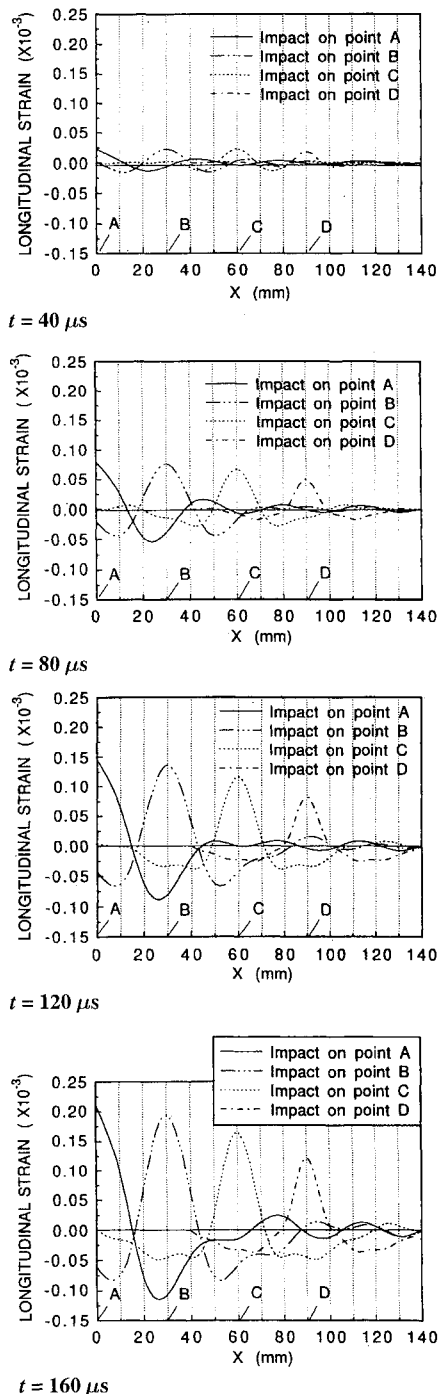 LONGITUDINAL STRAIN (X10-3)
0.25
0.20
0.15
0.10
0.05
0.00
-0.05
-0.10
-0.15
Impact on point A
Impact on point B
Impact on point C
Impact on point D
A B C D
0 20 40 60 80 100 120 140
X (mm)
t = 40 μs
LONGITUDINAL STRAIN ( X10-3)
0.25
0.20
0.15
0.10
0.05
0.00
-0.05
-0.10
-0.15
Impact on point A
Impact on point B
Impact on point C
Impact on point D
A B C D
0 20 40 60 80 100 120 140
X (mm)
t = 80 μs
LONGITUDINAL STRAIN ( X10-3)
0.25
0.20
0.15
0.10
0.05
0.00
-0.05
-0.10
-0.15
Impact on point A
Impact on point B
Impact on point C
Impact on point D
A B C D
0 20 40 60 80 100 120 140
X (mm)
t = 120 μs
LONGITUDINAL STRAIN ( X10-3)
0.25
0.20
0.15
0.10
0.05
0.00
-0.05
-0.10
-0.15
Impact on point A
Impact on point B
Impact on point C
Impact on point D
A B C D
0 20 40 60 80 100 120 140
X (mm)
t = 160 μs